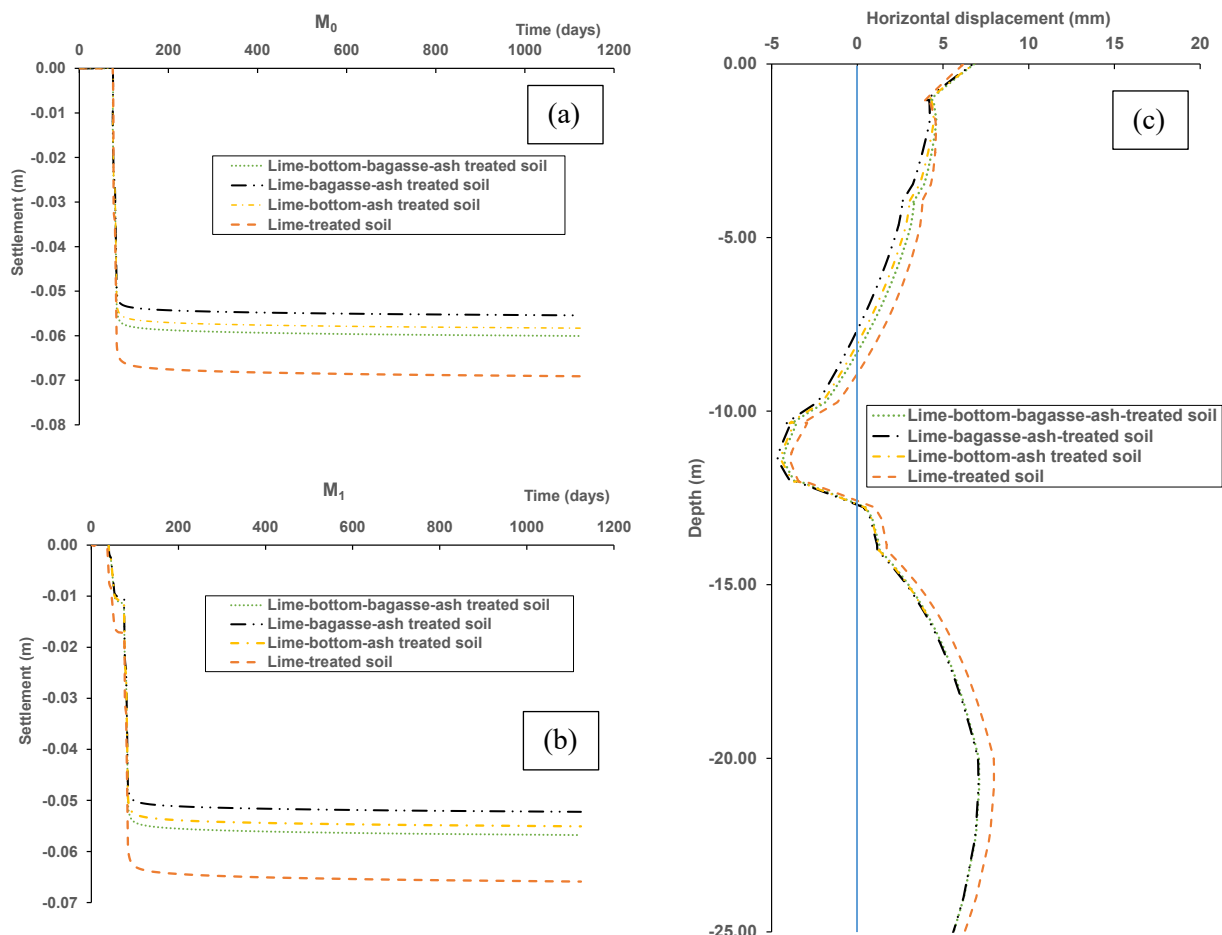 M0
Time (days)
0 200 400 600 800 1000 1200
0.00
-0.01
-0.02
-0.03
-0.04
-0.05
-0.06
-0.07
-0.08
Settlement (m)
(a)
Lime-bottom-bagasse-ash treated soil
Lime-bagasse-ash treated soil
Lime-bottom-ash treated soil
Lime-treated soil
M1
Time (days)
0 200 400 600 800 1000 1200
0.00
-0.01
-0.02
-0.03
-0.04
-0.05
-0.06
-0.07
Settlement (m)
Lime-bottom-bagasse-ash treated soil
Lime-bagasse-ash treated soil
Lime-bottom-ash treated soil
Lime-treated soil
(b)
Horizontal displacement (mm)
-5 0 5 10 15 20
0.00
-5.00
-10.00
-15.00
-20.00
-25.00
Depth (m)
(c)
Lime-bottom-bagasse-ash-treated soil
Lime-bagasse-ash-treated soil
Lime-bottom-ash treated soil
Lime-treated soil